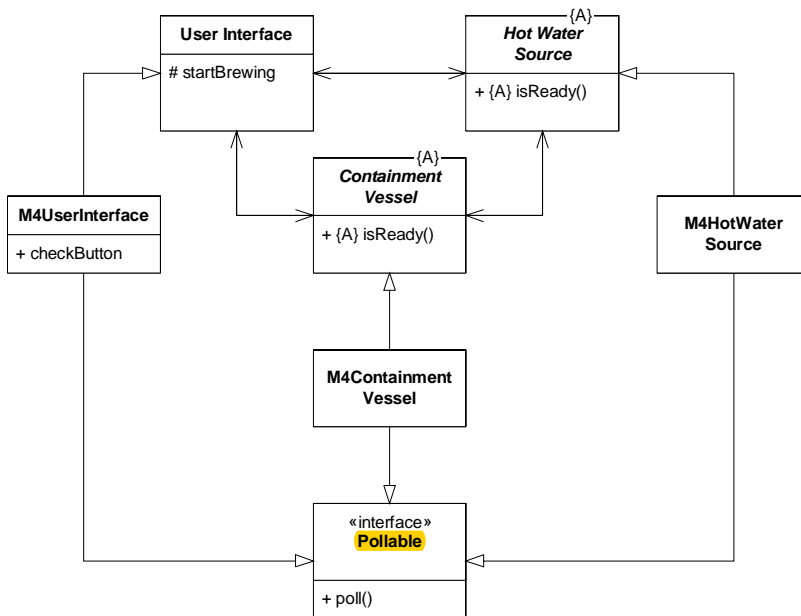 User Interface
# startBrewing
{A}
Hot Water
Source
+ {A} isReady()
{A}
Containment
Vessel
+ {A} isReady()
M4UserInterface
+ checkButton
M4HotWater
Source
M4Containment
Vessel
«interface»
Pollable
+ poll()